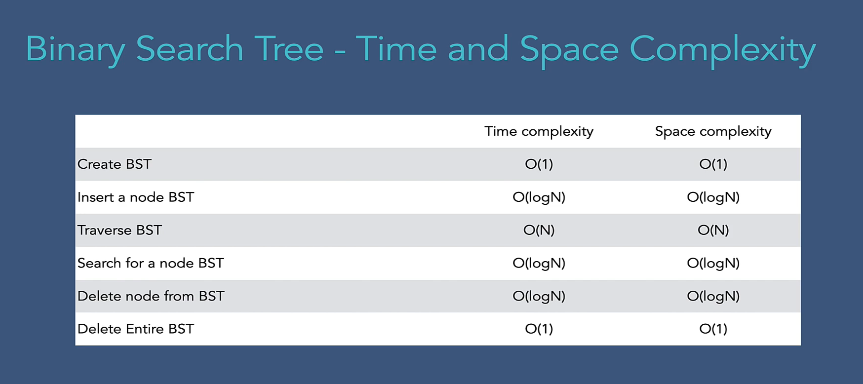 Binary Search Tree - Time and Space Complexity
Time complexity Space complexity
Create BST O(1) O(1)
Insert a node BST O(logN) O(logN)
Traverse BST O(N) O(N)
Search for a node BST O(logN) O(logN)
Delete node from BST O(logN) O(logN)
Delete Entire BST O(1) O(1)